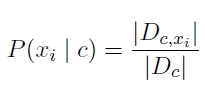 P(x_i | c) = |D_{c,x_i}| / |D_c|